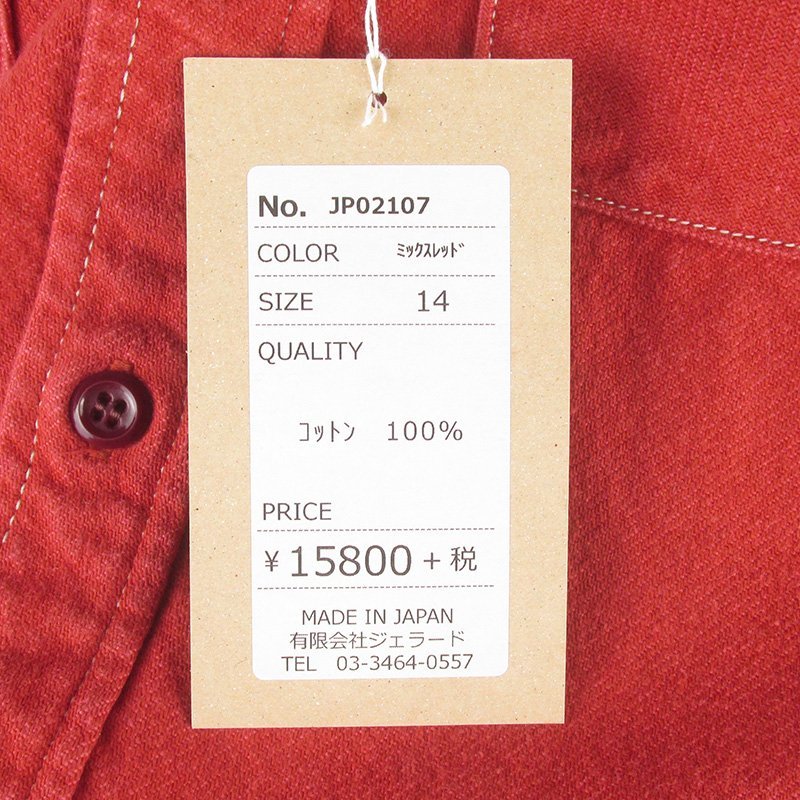 No. JP02107
COLOR ﾐｯｸｽﾚｯﾄﾞ
SIZE 14
QUALITY
ｺｯﾄﾝ 100%
PRICE
¥15800+税
MADE IN JAPAN
有限会社ジェラード
TEL 03-3464-0557